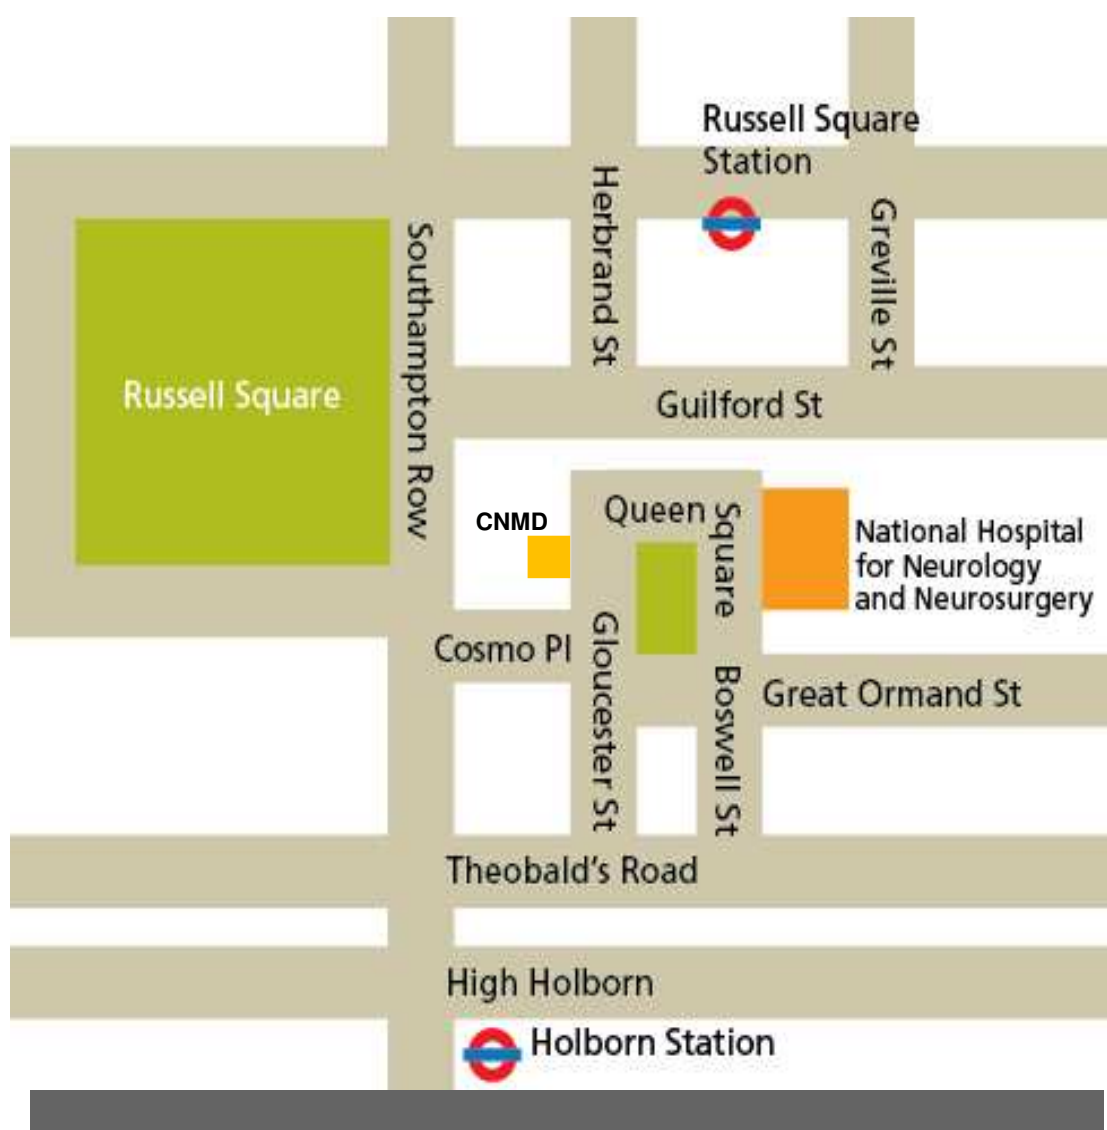 Russell Square
Station
Herbrand St
Greville St
Southampton Row
Russell Square
Guilford St
CNMD
Queen
Square
National Hospital
for Neurology
and Neurosurgery
Cosmo Pl
Gloucester St
Boswell St
Great Ormand St
Theobald's Road
High Holborn
Holborn Station